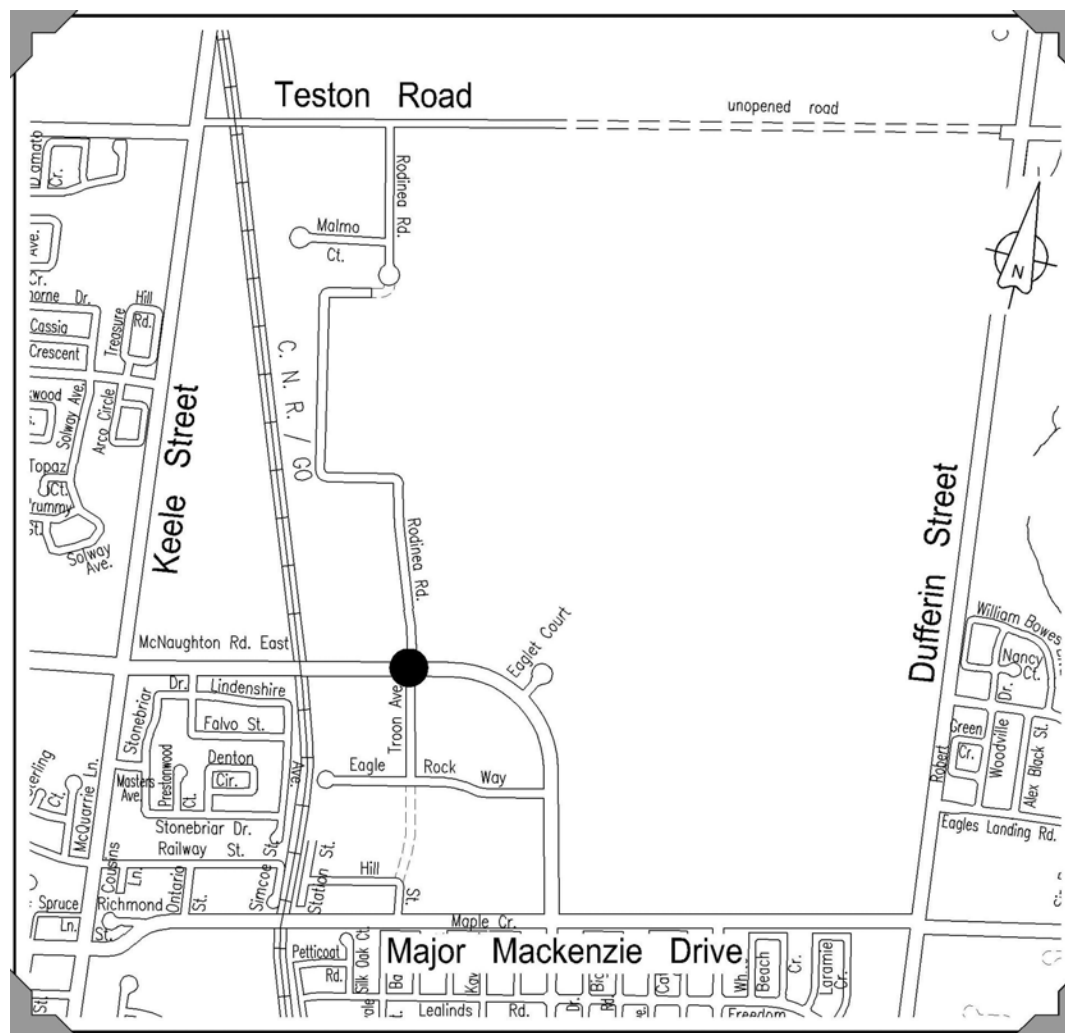 Teston Road
unopened road
D'amato
Cr.
Rodinea Rd.
Malmo
Ct.
N
Ave.
Cr.
Dr.
Hill
Rd.
Treasure
Cassia
Crescent
C. N. R. / GO
Solway Ave.
Arco Circle
Keele Street
Topaz
Ct.
St.
Solway
Ave.
Rodinea Rd.
Dufferin Street
McNaughton Rd. East
Eaglet Court
William Bowes
Nancy
Ct.
Dr.
Troon Ave.
Stonebriar
Dr.
Lindenshire
Ave.
Falvo St.
Denton
Cir.
Masters
Ave.
Prestonwood
Ct.
Eagle Rock Way
Green
Cr.
Robert
Woodville
Alex Black St.
Eagles Landing Rd.
Ct.
McQuarrie Ln.
Stonebriar Dr.
Railway St.
Cousins
Ln.
Ontario
St.
Simcoe St.
Station St.
Hill
St.
Spruce
Ln.
Richmond
St.
Maple Cr.
Major Mackenzie Drive
Petticoat
Rd.
Silk Oak Ct.
Beach
Cr.
Laramie
Cr.
St.
Lealinds Rd.
Dr.
Rd.
Freedom